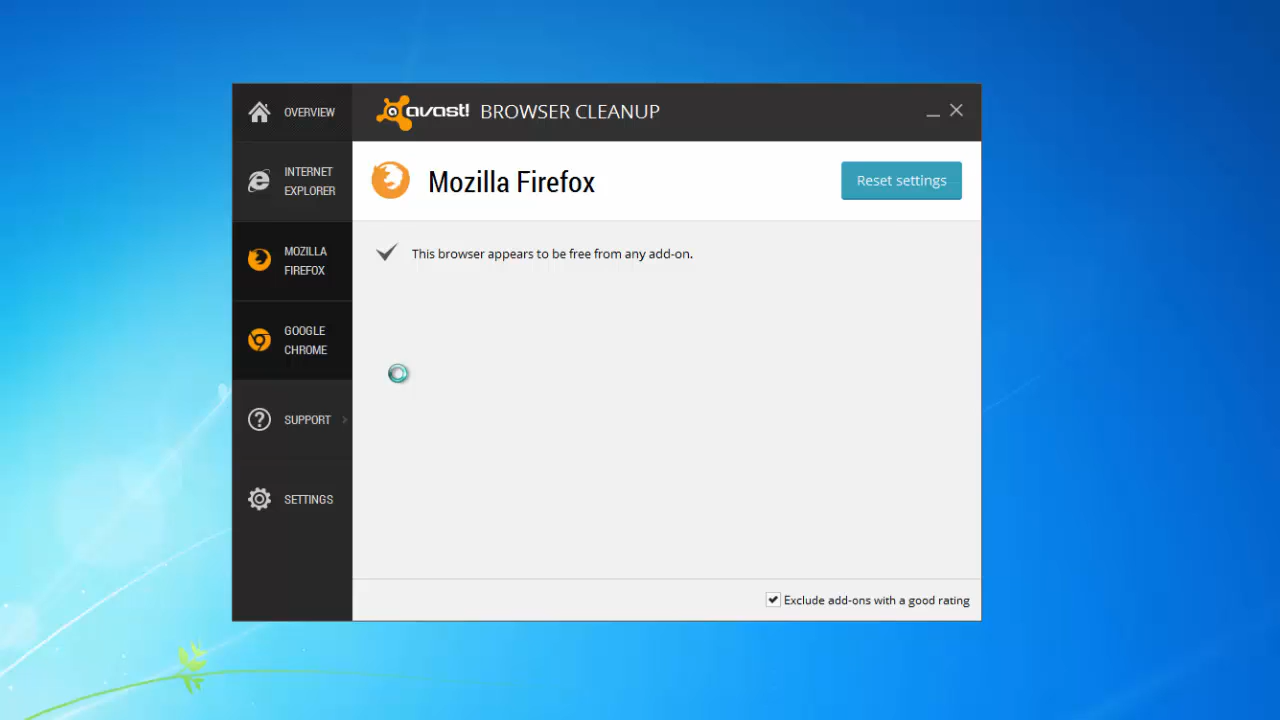 OVERVIEW
avast! BROWSER CLEANUP
INTERNET
EXPLORER
Mozilla Firefox
Reset settings
MOZILLA
FIREFOX
This browser appears to be free from any add-on.
GOOGLE
CHROME
SUPPORT
SETTINGS
Exclude add-ons with a good rating